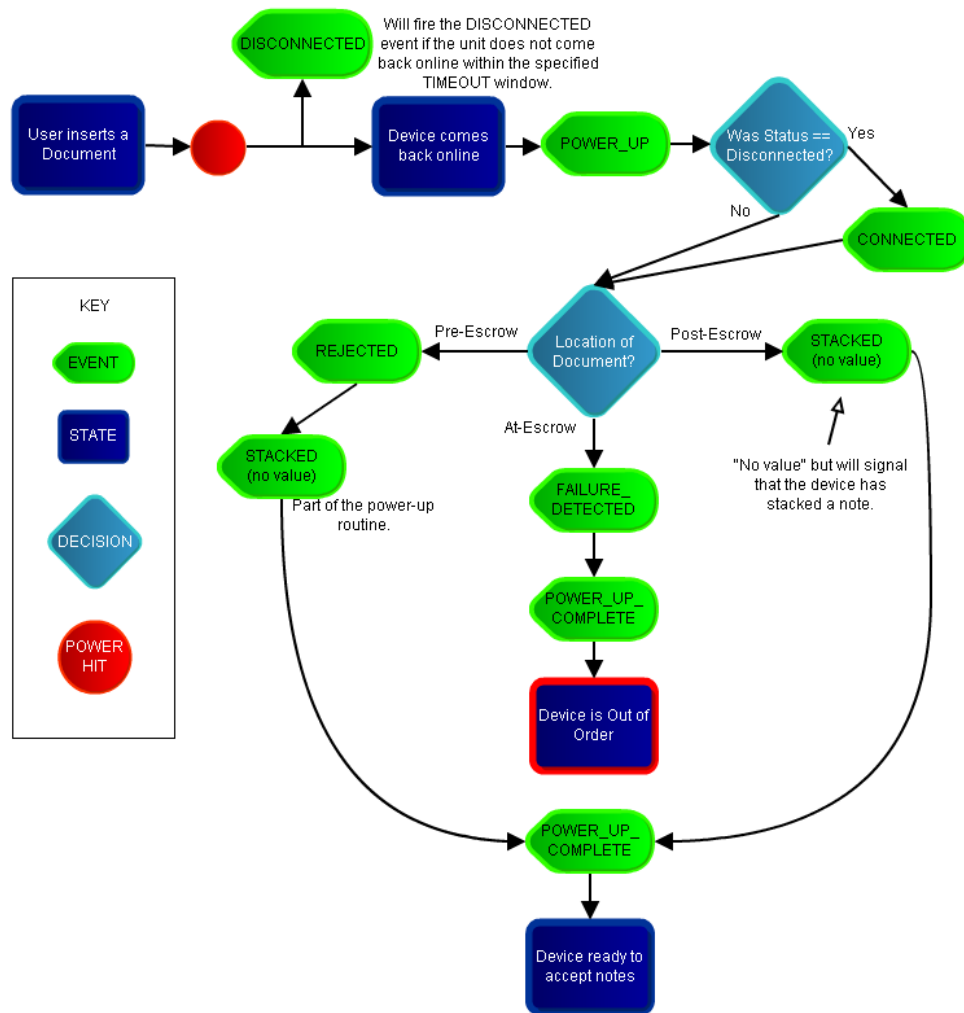 Will fire the DISCONNECTED
event if the unit does not come
back online within the specified
TIMEOUT window.
DISCONNECTED
User inserts a
Document
Device comes
back online
POWER_UP
Was Status ==
Disconnected?
Yes
No
CONNECTED
KEY
EVENT
STATE
DECISION
POWER
HIT
Location of
Document?
Pre-Escrow
REJECTED
STACKED
(no value)
Part of the power-up
routine.
Post-Escrow
STACKED
(no value)
"No value" but will signal
that the device has
stacked a note.
At-Escrow
FAILURE_
DETECTED
POWER_UP_
COMPLETE
Device is Out of
Order
POWER_UP_
COMPLETE
Device ready to
accept notes